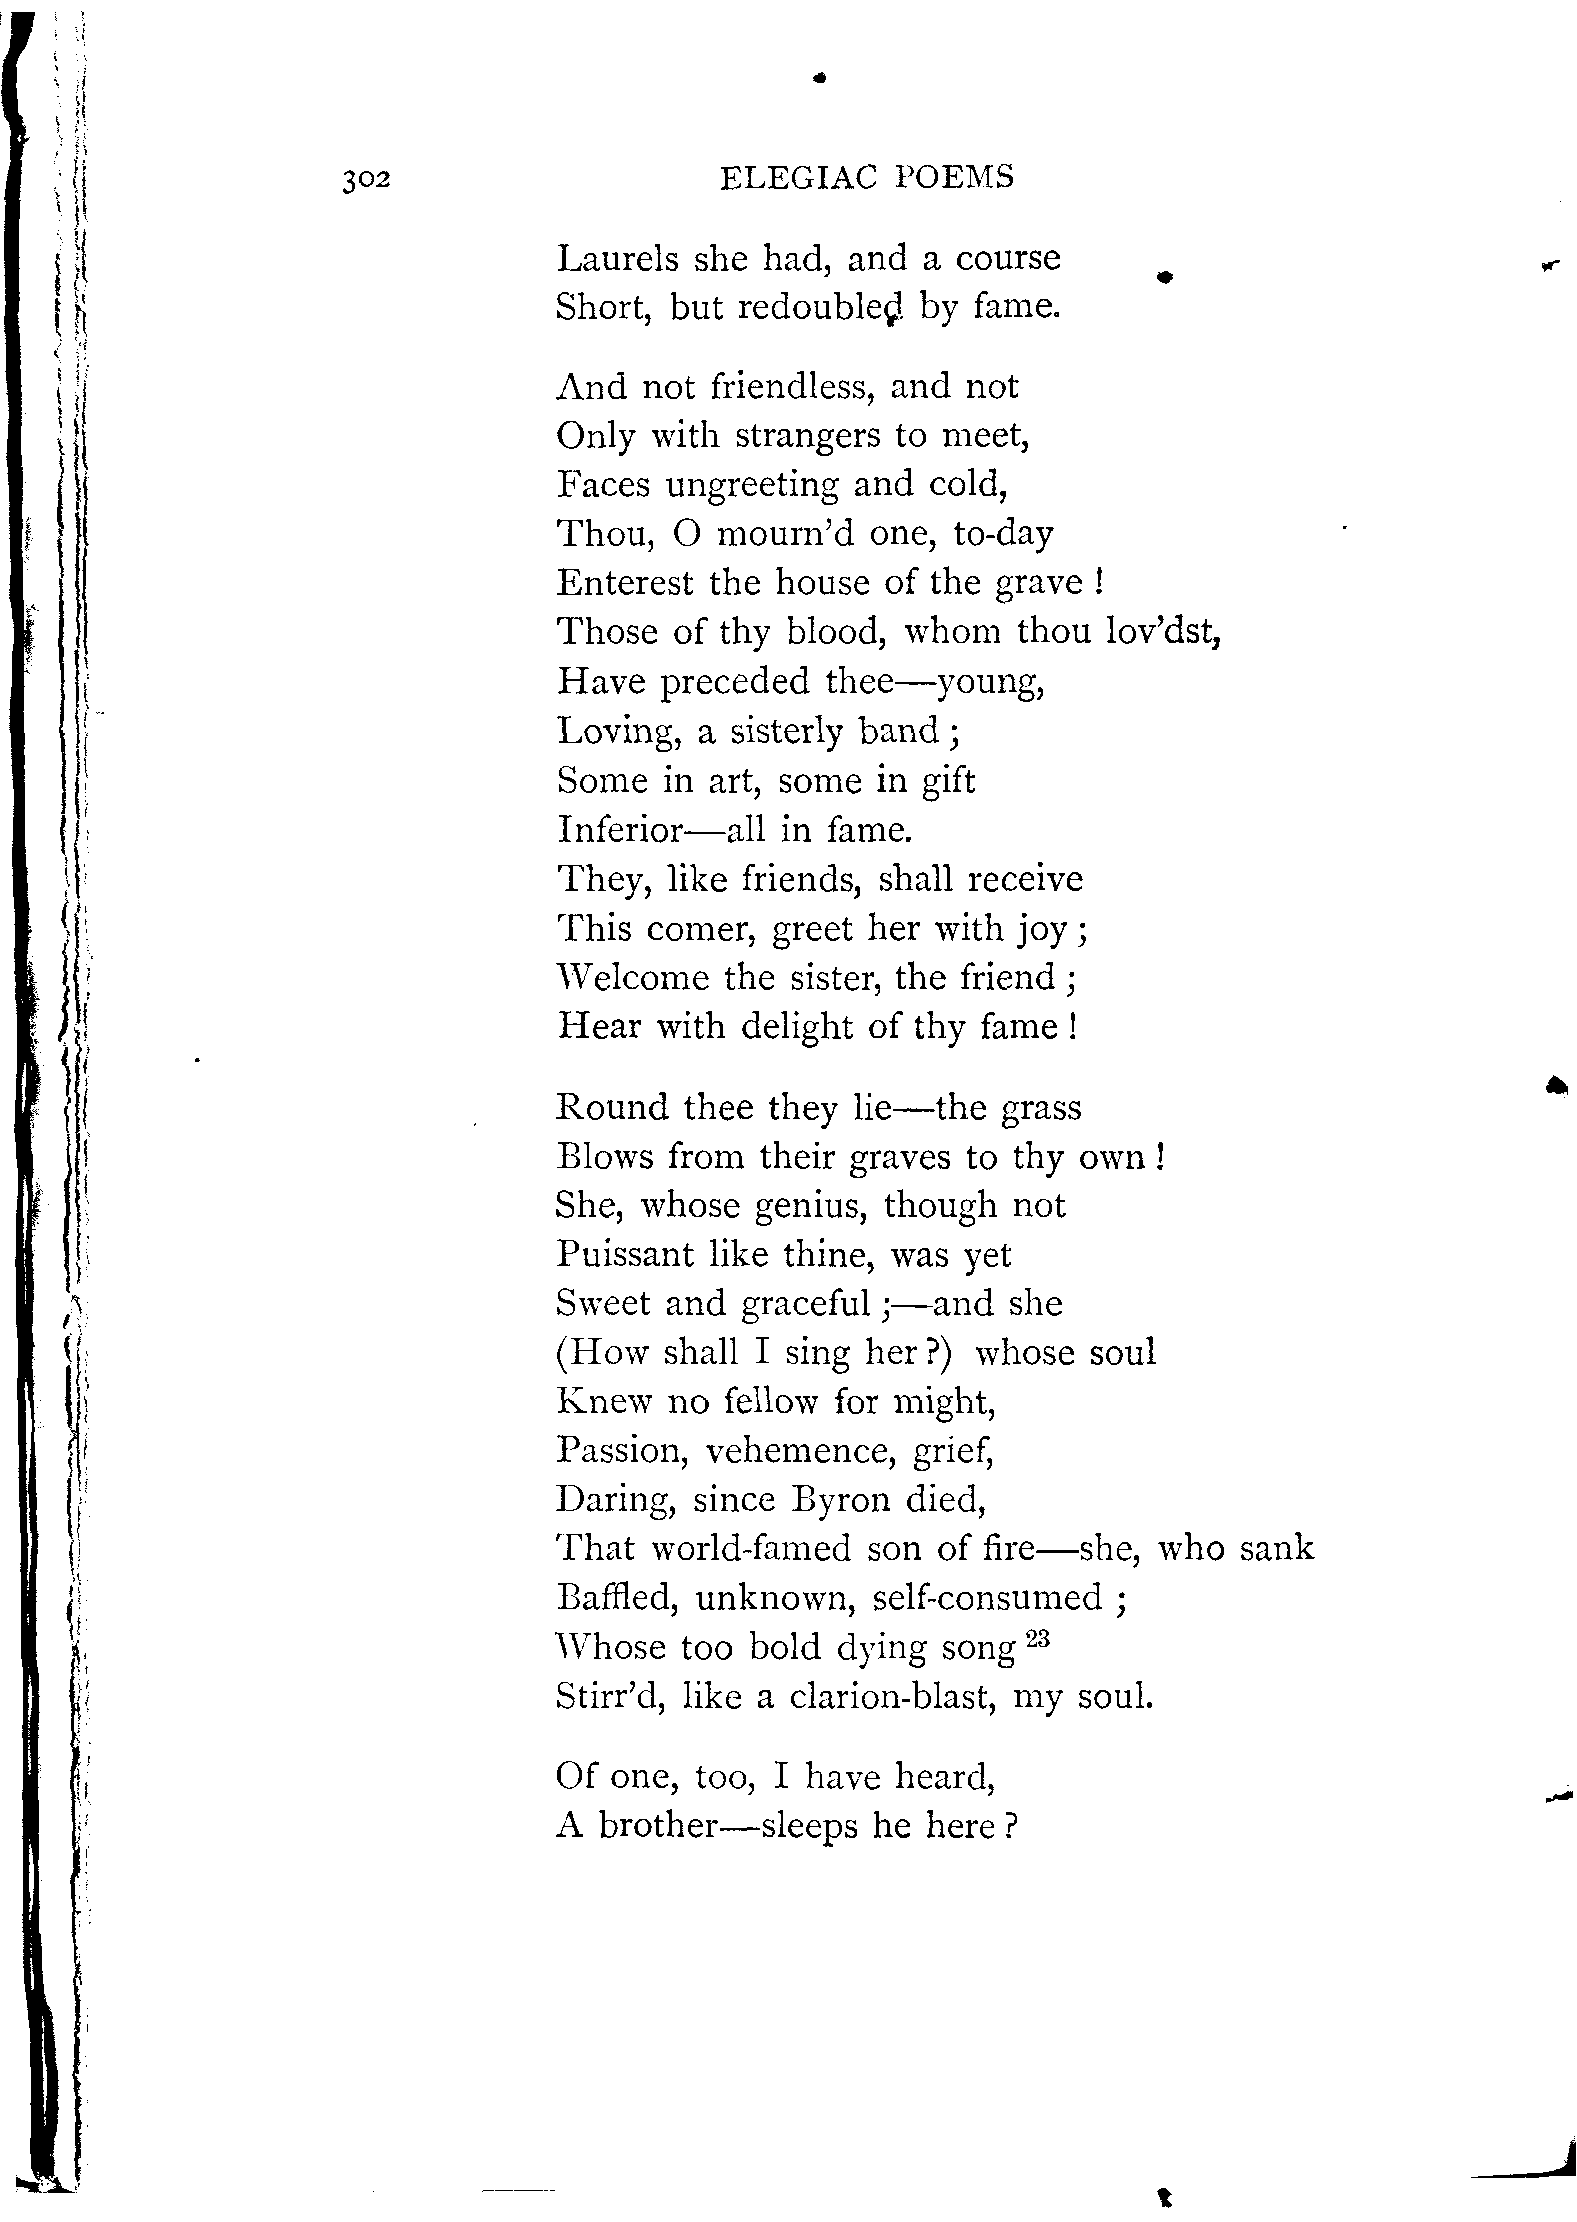 302 ELEGIAC POEMS
Laurels she had, and a course
Short, but redoubled by fame.
And not friendless, and not
Only with strangers to meet,
Faces ungreeting and cold,
Thou, O mourn'd one, to-day
Enterest the house of the grave !
Those of thy blood, whom thou lov'dst,
Have preceded thee—young,
Loving, a sisterly band ;
Some in art, some in gift
Inferior—all in fame.
They, like friends, shall receive
This comer, greet her with joy ;
Welcome the sister, the friend ;
Hear with delight of thy fame !
Round thee they lie—the grass
Blows from their graves to thy own !
She, whose genius, though not
Puissant like thine, was yet
Sweet and graceful ;—and she
(How shall I sing her ?) whose soul
Knew no fellow for might,
Passion, vehemence, grief,
Daring, since Byron died,
That world-famed son of fire—she, who sank
Baffled, unknown, self-consumed ;
Whose too bold dying song 23
Stirr'd, like a clarion-blast, my soul.
Of one, too, I have heard,
A brother—sleeps he here ?